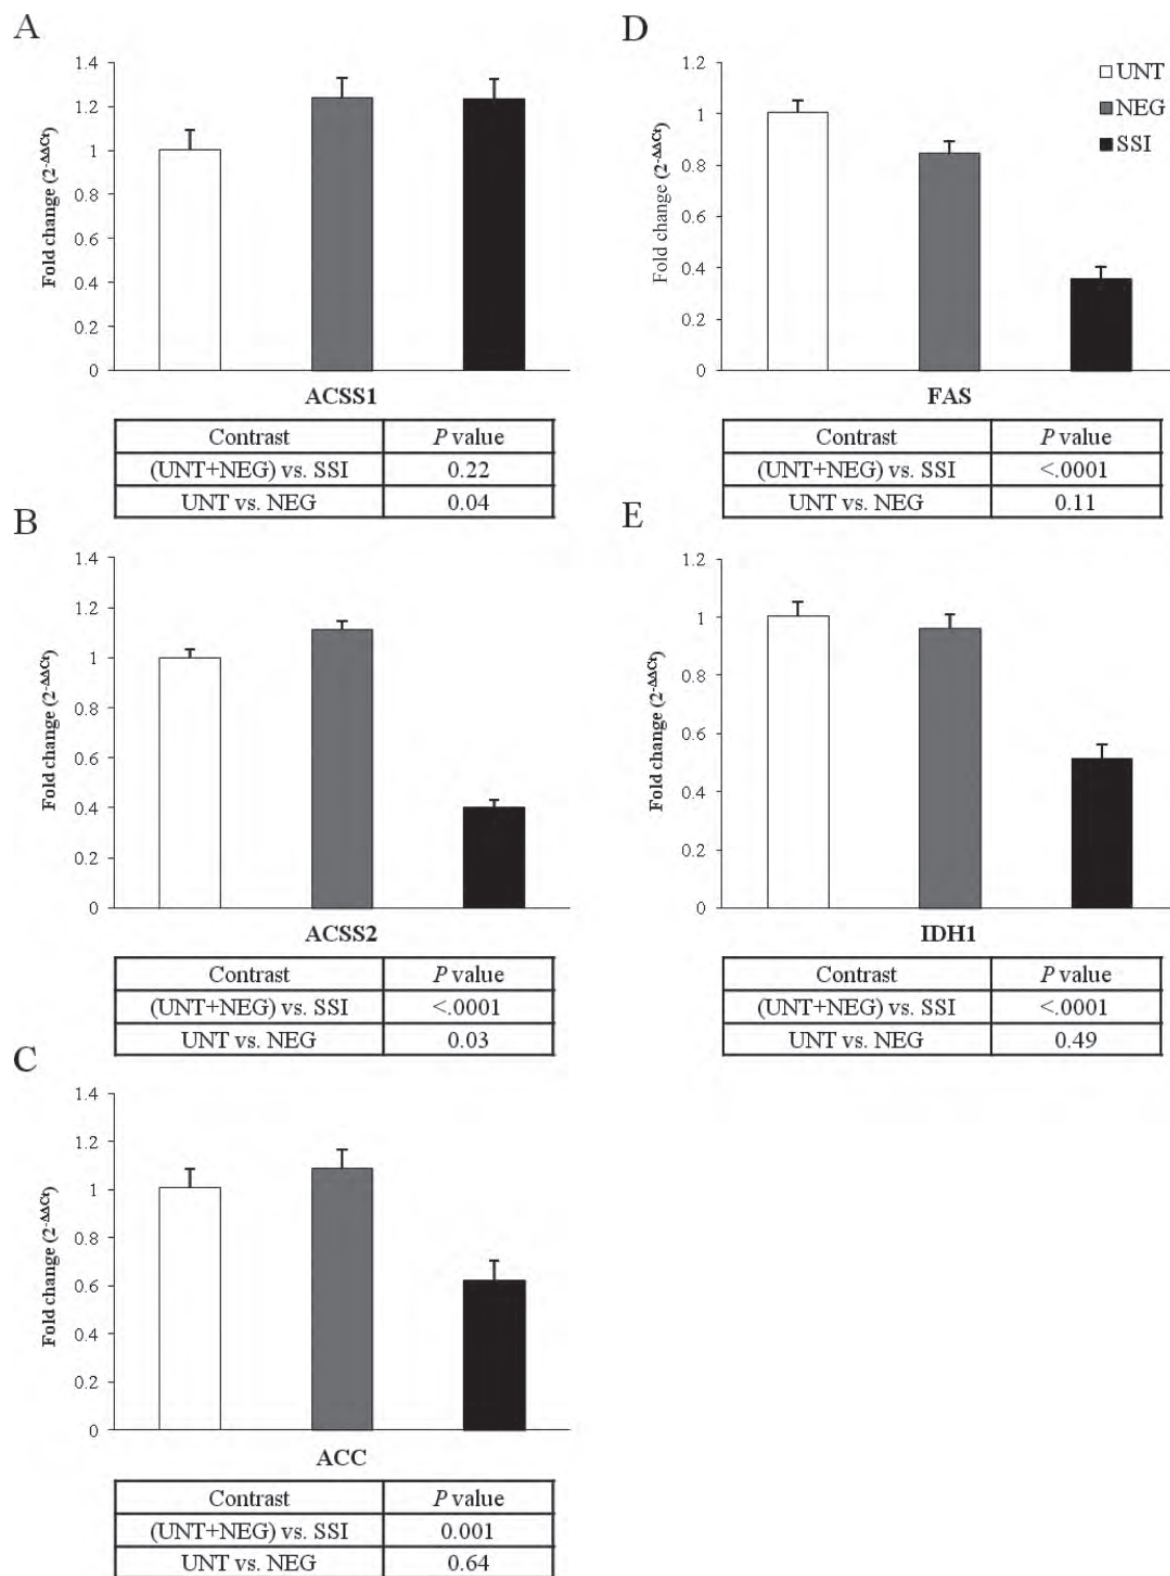 A
Fold change (2-ΔΔCt)
1.4
1.2
1
0.8
0.6
0.4
0.2
0
ACSS1
Contrast P value
(UNT+NEG) vs. SSI 0.22
UNT vs. NEG 0.04
B
Fold change (2-ΔΔCt)
1.4
1.2
1
0.8
0.6
0.4
0.2
0
ACSS2
Contrast P value
(UNT+NEG) vs. SSI <.0001
UNT vs. NEG 0.03
C
Fold change (2-ΔΔCt)
1.4
1.2
1
0.8
0.6
0.4
0.2
0
ACC
Contrast P value
(UNT+NEG) vs. SSI 0.001
UNT vs. NEG 0.64
D
Fold change (2-ΔΔCt)
1.2
1
0.8
0.6
0.4
0.2
0
UNT
NEG
SSI
FAS
Contrast P value
(UNT+NEG) vs. SSI <.0001
UNT vs. NEG 0.11
E
Fold change (2-ΔΔCt)
1.2
1
0.8
0.6
0.4
0.2
0
IDH1
Contrast P value
(UNT+NEG) vs. SSI <.0001
UNT vs. NEG 0.49